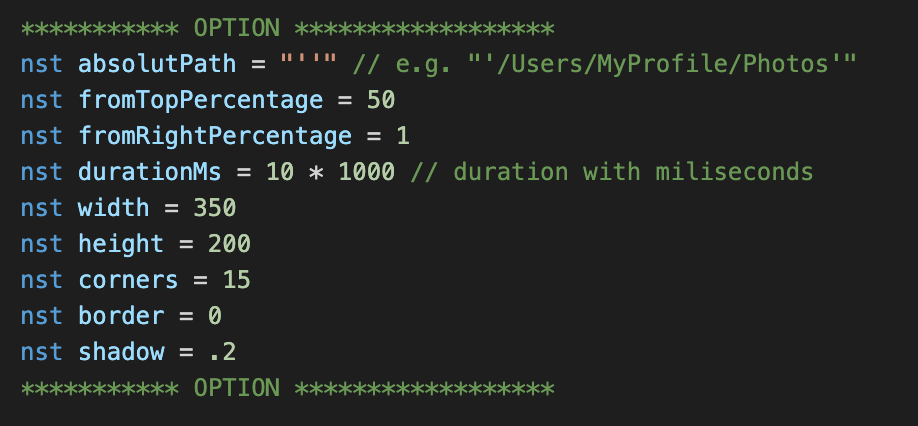 *********** OPTION ******************
nst absolutPath = "''" // e.g. "'/Users/MyProfile/Photos'"
nst fromTopPercentage = 50
nst fromRightPercentage = 1
nst durationMs = 10 * 1000 // duration with miliseconds
nst width = 350
nst height = 200
nst corners = 15
nst border = 0
nst shadow = .2
*********** OPTION ******************